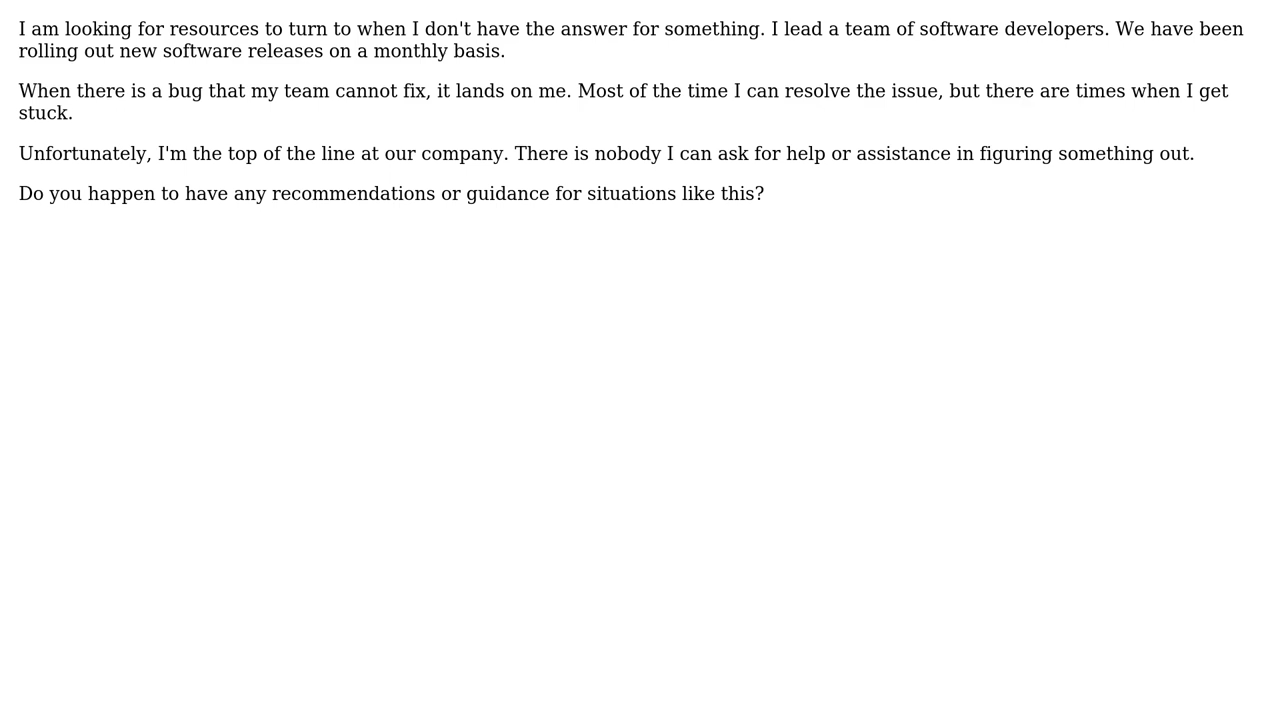 I am looking for resources to turn to when I don't have the answer for something. I lead a team of software developers. We have been
rolling out new software releases on a monthly basis.
When there is a bug that my team cannot fix, it lands on me. Most of the time I can resolve the issue, but there are times when I get
stuck.
Unfortunately, I'm the top of the line at our company. There is nobody I can ask for help or assistance in figuring something out.
Do you happen to have any recommendations or guidance for situations like this?